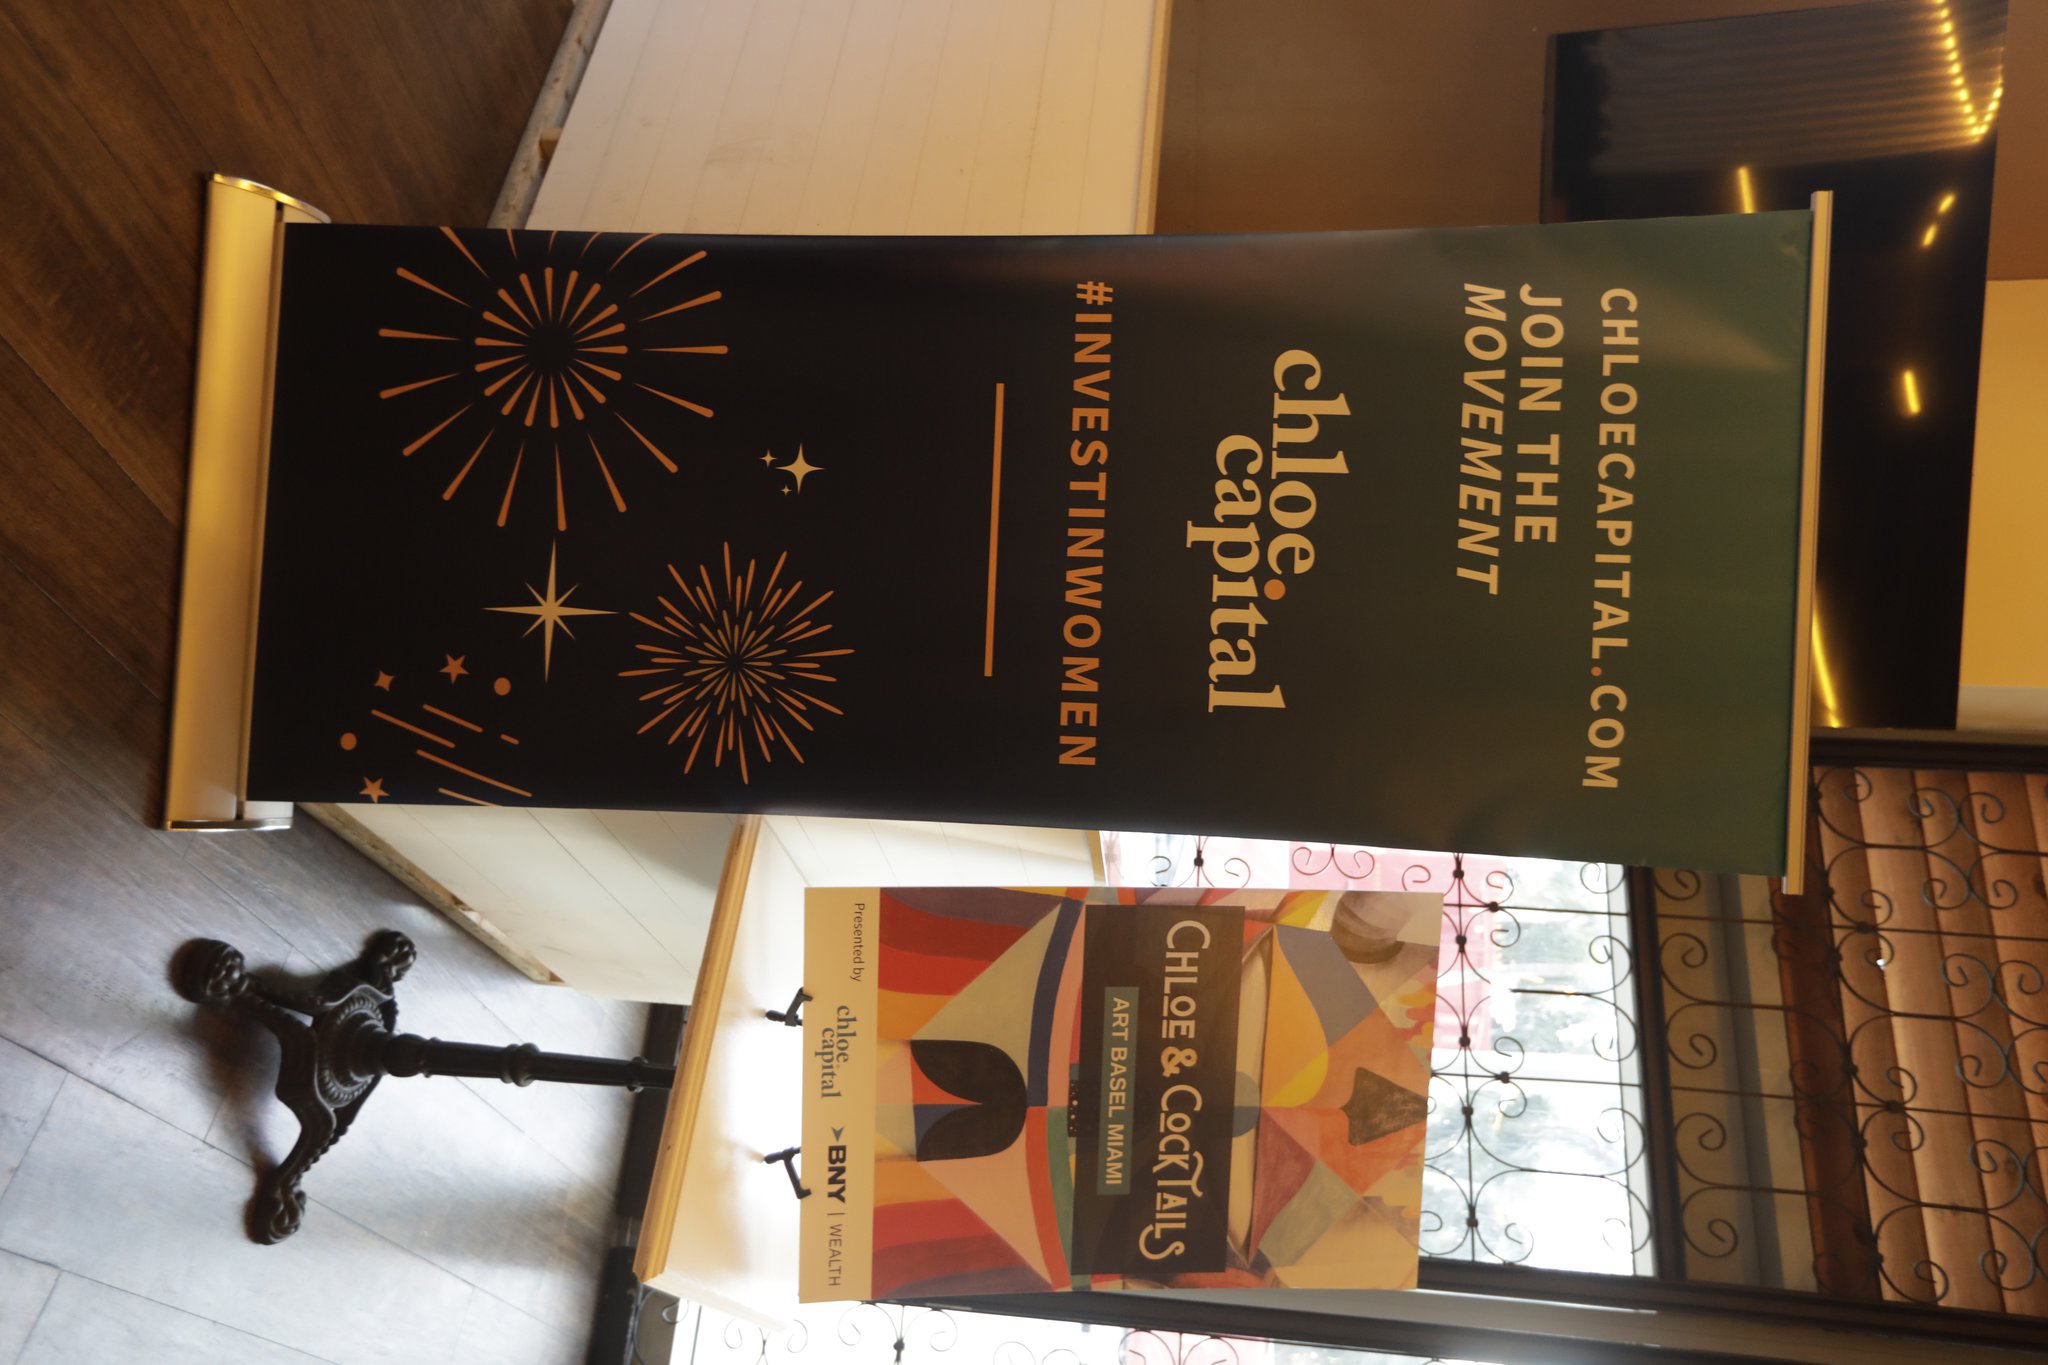 CHLOECAPITAL.COM
JOIN THE
MOVEMENT
chloe.
capital
#INVESTINWOMEN
CHLOE & COCKTAILS
ART BASEL MIAMI
Presented by
chloe.
capital
BNY | WEALTH